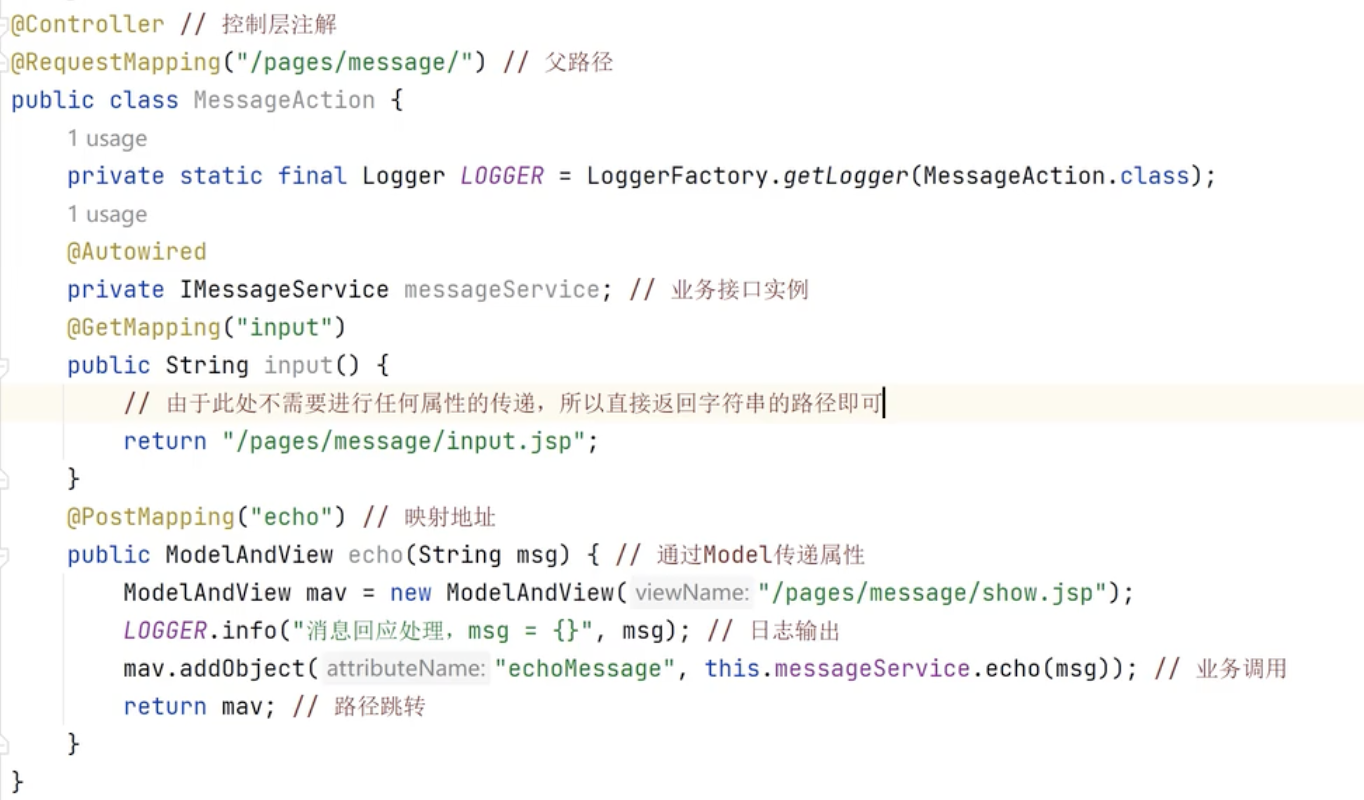 @Controller // 控制层注解
@RequestMapping("/pages/message/") // 父路径
public class MessageAction {
1 usage
private static final Logger LOGGER = LoggerFactory.getLogger(MessageAction.class);
1 usage
@Autowired
private IMessageService messageService; // 业务接口实例
@GetMapping("input")
public String input() {
// 由于此处不需要进行任何属性的传递，所以直接返回字符串的路径即可
return "/pages/message/input.jsp";
}
@PostMapping("echo") // 映射地址
public ModelAndView echo(String msg) { // 通过Model传递属性
ModelAndView mav = new ModelAndView( viewName: "/pages/message/show.jsp");
LOGGER.info("消息回应处理，msg = {}", msg); // 日志输出
mav.addObject( attributeName: "echoMessage", this.messageService.echo(msg)); // 业务调用
return mav; // 路径跳转
}
}